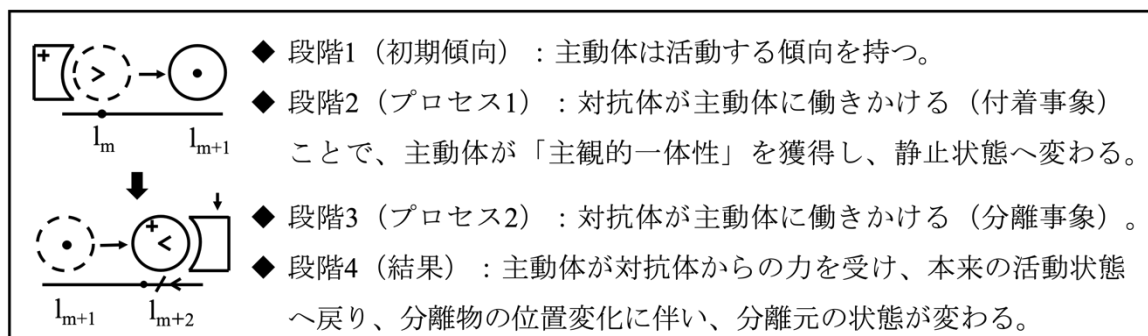 ◆ 段階1（初期傾向）：主動体は活動する傾向を持つ。
◆ 段階2（プロセス1）：対抗体が主動体に働きかける（付着事象）
ことで、主動体が「主観的一体性」を獲得し、静止状態へ変わる。
◆ 段階3（プロセス2）：対抗体が主動体に働きかける（分離事象）。
◆ 段階4（結果）：主動体が対抗体からの力を受け、本来の活動状態
へ戻り、分離物の位置変化に伴い、分離元の状態が変わる。
+ >
lm lm+1
+ <
lm+1 lm+2